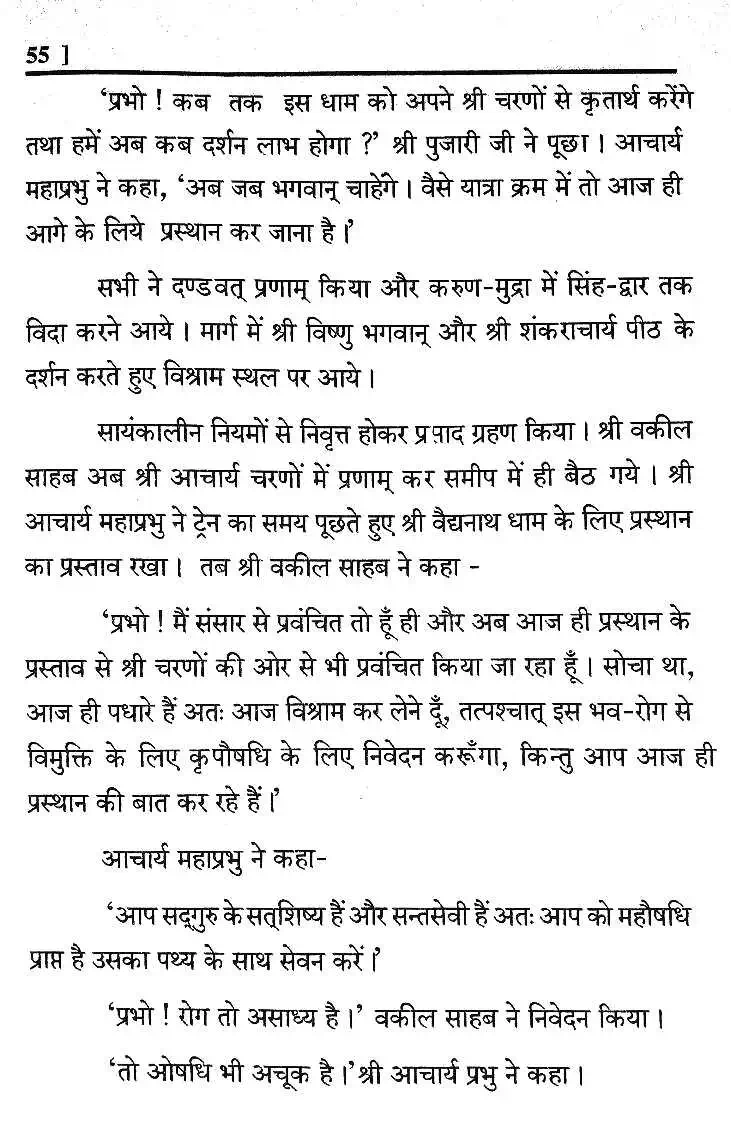 55 ]
‘प्रभो ! कब तक इस धाम को अपने श्री चरणों से कृतार्थ करेंगे
तथा हमें अब कब दर्शन लाभ होगा ?’ श्री पुजारी जी ने पूछा । आचार्य
महाप्रभु ने कहा, ‘अब जब भगवान् चाहेंगे । वैसे यात्रा क्रम में तो आज ही
आगे के लिये प्रस्थान कर जाना है ।’
सभी ने दण्डवत् प्रणाम् किया और करुण-मुद्रा में सिंह-द्वार तक
विदा करने आये । मार्ग में श्री विष्णु भगवान् और श्री शंकराचार्य पीठ के
दर्शन करते हुए विश्राम स्थल पर आये ।
सायंकालीन नियमों से निवृत्त होकर प्रसाद ग्रहण किया । श्री वकील
साहब अब श्री आचार्य चरणों में प्रणाम् कर समीप में ही बैठ गये । श्री
आचार्य महाप्रभु ने ट्रेन का समय पूछते हुए श्री वैद्यनाथ धाम के लिए प्रस्थान
का प्रस्ताव रखा । तब श्री वकील साहब ने कहा -
‘प्रभो ! मैं संसार से प्रवंचित तो हूँ ही और अब आज ही प्रस्थान के
प्रस्ताव से श्री चरणों की ओर से भी प्रवंचित किया जा रहा हूँ । सोचा था,
आज ही पधारे हैं अतः आज विश्राम कर लेने दूँ, तत्पश्चात् इस भव-रोग से
विमुक्ति के लिए कृपौषधि के लिए निवेदन करूँगा, किन्तु आप आज ही
प्रस्थान की बात कर रहे हैं ।’
आचार्य महाप्रभु ने कहा-
‘आप सद्‌गुरु के सत्‌शिष्य हैं और सन्तसेवी हैं अतः आप को महौषधि
प्राप्त है उसका पथ्य के साथ सेवन करें ।’
‘प्रभो ! रोग तो असाध्य है ।’ वकील साहब ने निवेदन किया ।
‘तो ओषधि भी अचूक है ।’ श्री आचार्य प्रभु ने कहा ।